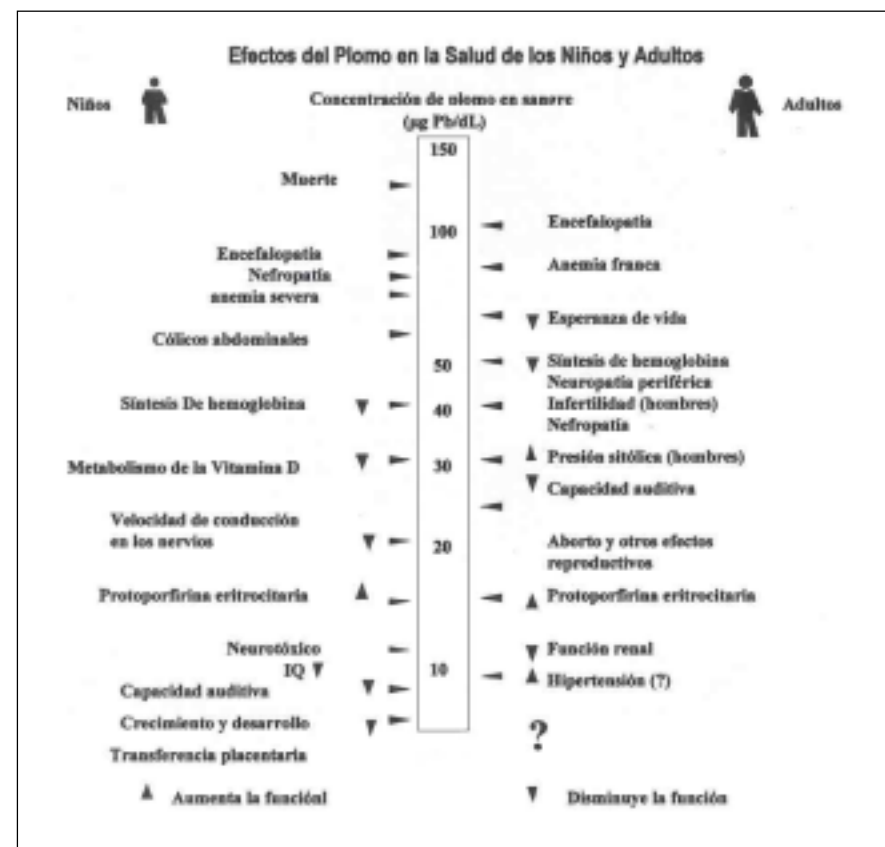 Efectos del Plomo en la Salud de los Niños y Adultos
Niños
Adultos
Concentración de plomo en sangre
(µg Pb/dL)
150
Muerte
100
Encefalopatía
Encefalopatía
Nefropatía
Anemia franca
anemia severa
Esperanza de vida
Cólicos abdominales
50
Síntesis de hemoglobina
Neuropatía periférica
Síntesis De hemoglobina
40
Infertilidad (hombres)
Nefropatía
Metabolismo de la Vitamina D
30
Presión sitólica (hombres)
Capacidad auditiva
Velocidad de conducción
en los nervios
20
Aborto y otros efectos
reproductivos
Protoporfirina eritrocitaria
Protoporfirina eritrocitaria
Neurotóxico
Función renal
IQ
10
Hipertensión (?)
Capacidad auditiva
Crecimiento y desarrollo
?
Transferencia placentaria
Aumenta la funciónl
Disminuye la función